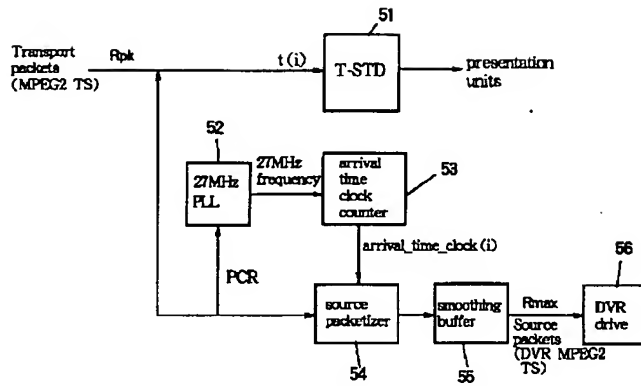 51
Transport
packets
(MPEG2 TS)
Rpk
t(i)
T-STD
presentation
units
52
27MHz
PLL
27MHz
frequency
arrival
time
clock
counter
53
arrival_time_clock(i)
PCR
source
packetizer
54
smoothing
buffer
55
Rmax
Source
packets
(DVR MPEG2
TS)
56
DVR
drive